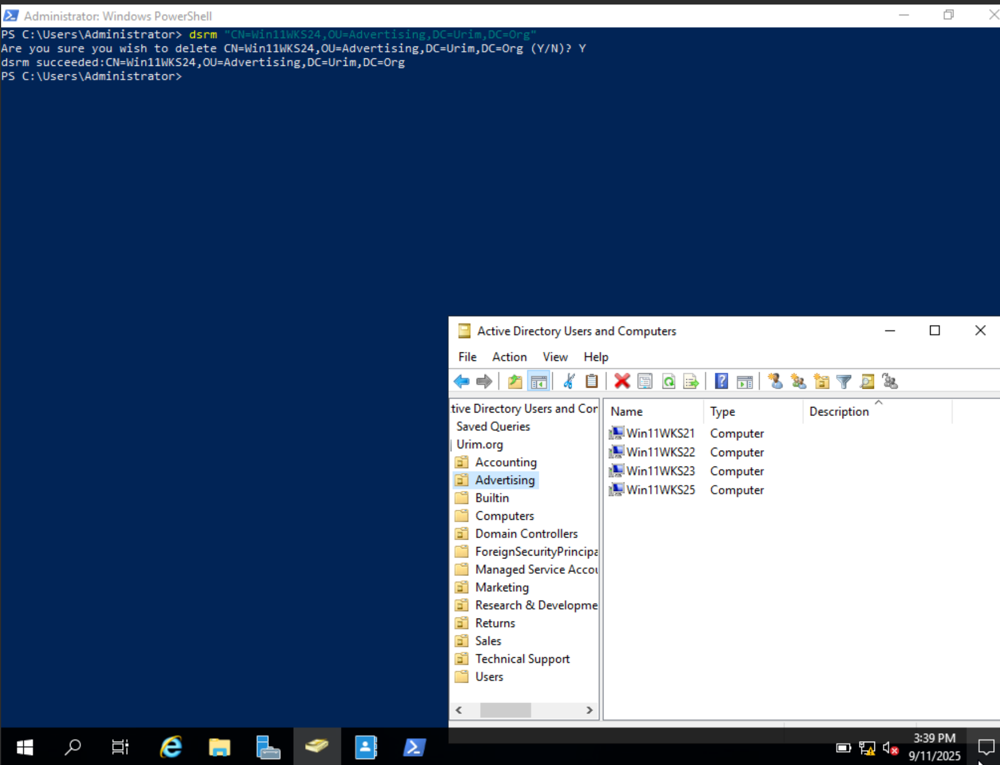 Administrator: Windows PowerShell
PS C:\Users\Administrator> dsrm "CN=Win11WKS24,OU=Advertising,DC=Urim,DC=Org"
Are you sure you wish to delete CN=Win11WKS24,OU=Advertising,DC=Urim,DC=Org (Y/N)? Y
dsrm succeeded:CN=Win11WKS24,OU=Advertising,DC=Urim,DC=Org
PS C:\Users\Administrator>
Active Directory Users and Computers
File Action View Help
tive Directory Users and Cor
Saved Queries
Urim.org
Accounting
Advertising
Builtin
Computers
Domain Controllers
ForeignSecurityPrincipa
Managed Service Accou
Marketing
Research & Developme
Returns
Sales
Technical Support
Users
Name Type Description
Win11WKS21 Computer
Win11WKS22 Computer
Win11WKS23 Computer
Win11WKS25 Computer
3:39 PM
9/11/2025